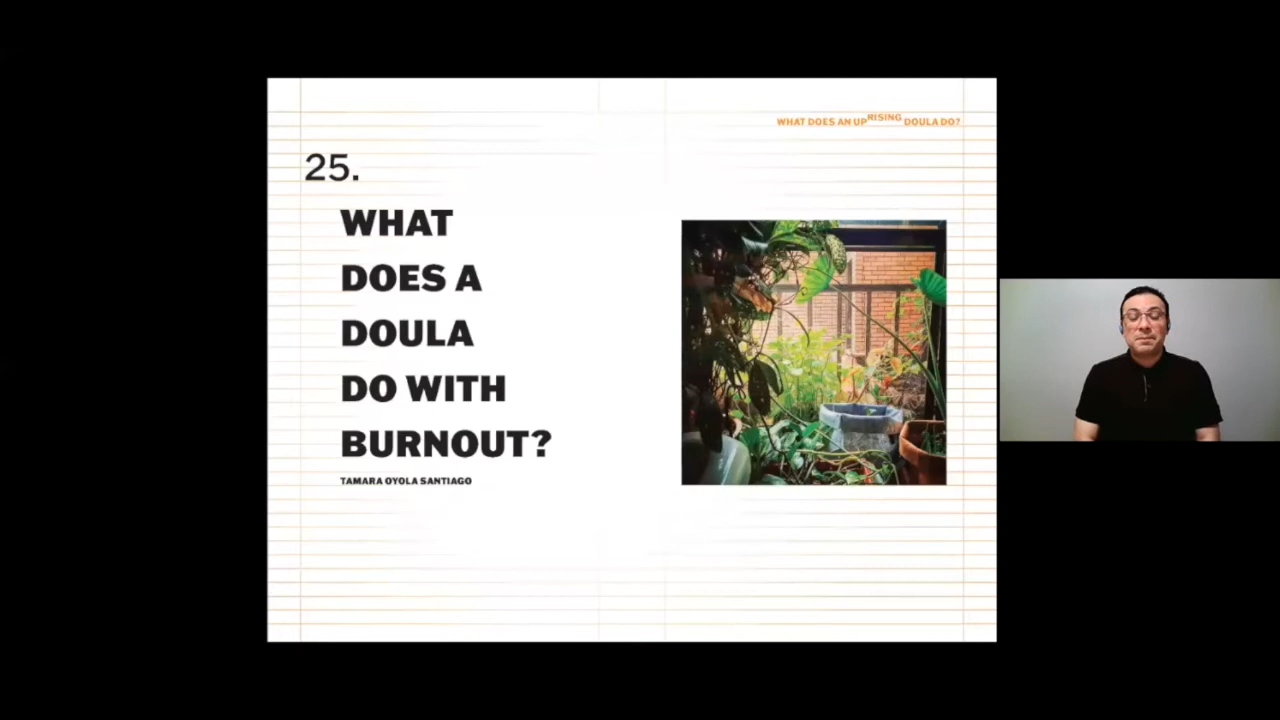 WHAT DOES AN UPRISING DOULA DO?
25.
WHAT
DOES A
DOULA
DO WITH
BURNOUT?
TAMARA OYOLA SANTIAGO